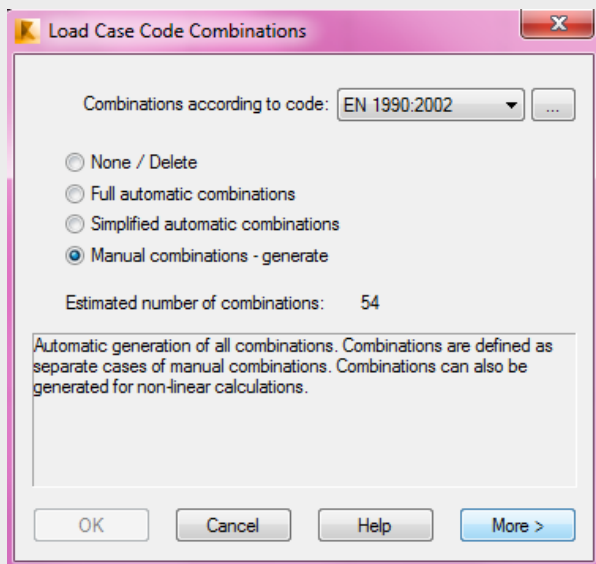 Load Case Code Combinations
Combinations according to code: EN 1990:2002 ...
None / Delete
Full automatic combinations
Simplified automatic combinations
Manual combinations - generate
Estimated number of combinations: 54
Automatic generation of all combinations. Combinations are defined as
separate cases of manual combinations. Combinations can also be
generated for non-linear calculations.
OK Cancel Help More >